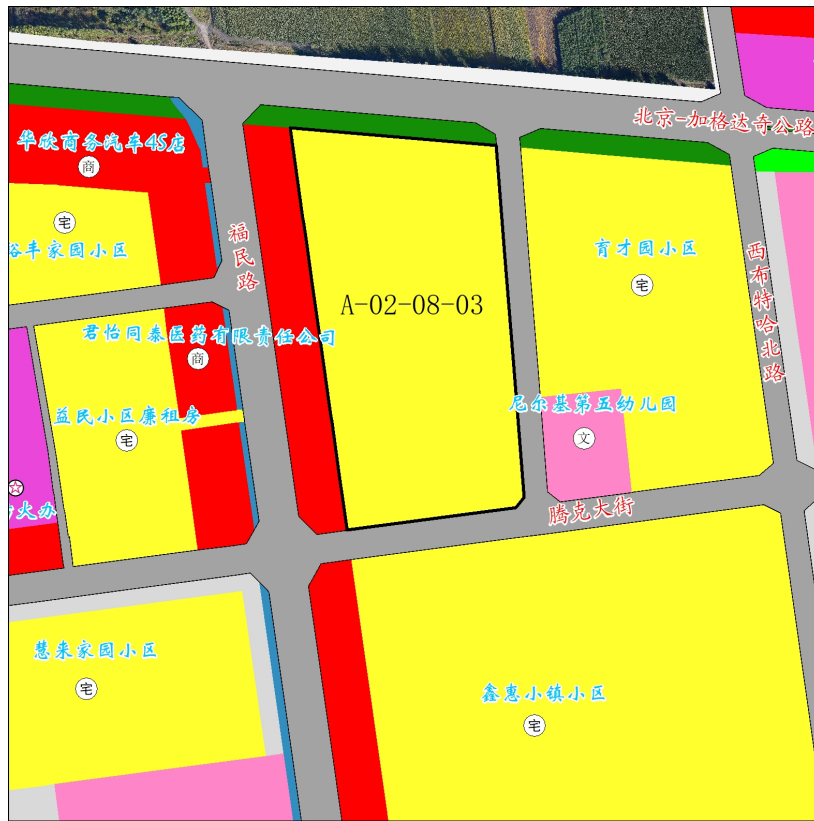 北京-加格达奇公路
华欣商务汽车4S店
商
宅
裕丰家园小区
福民路
育才园小区
宅
西布特哈北路
A-02-08-03
君怡同泰医药有限责任公司
商
益民小区廉租房
宅
尼尔基第五幼儿园
文
火办
腾克大街
慧来家园小区
宅
鑫惠小镇小区
宅